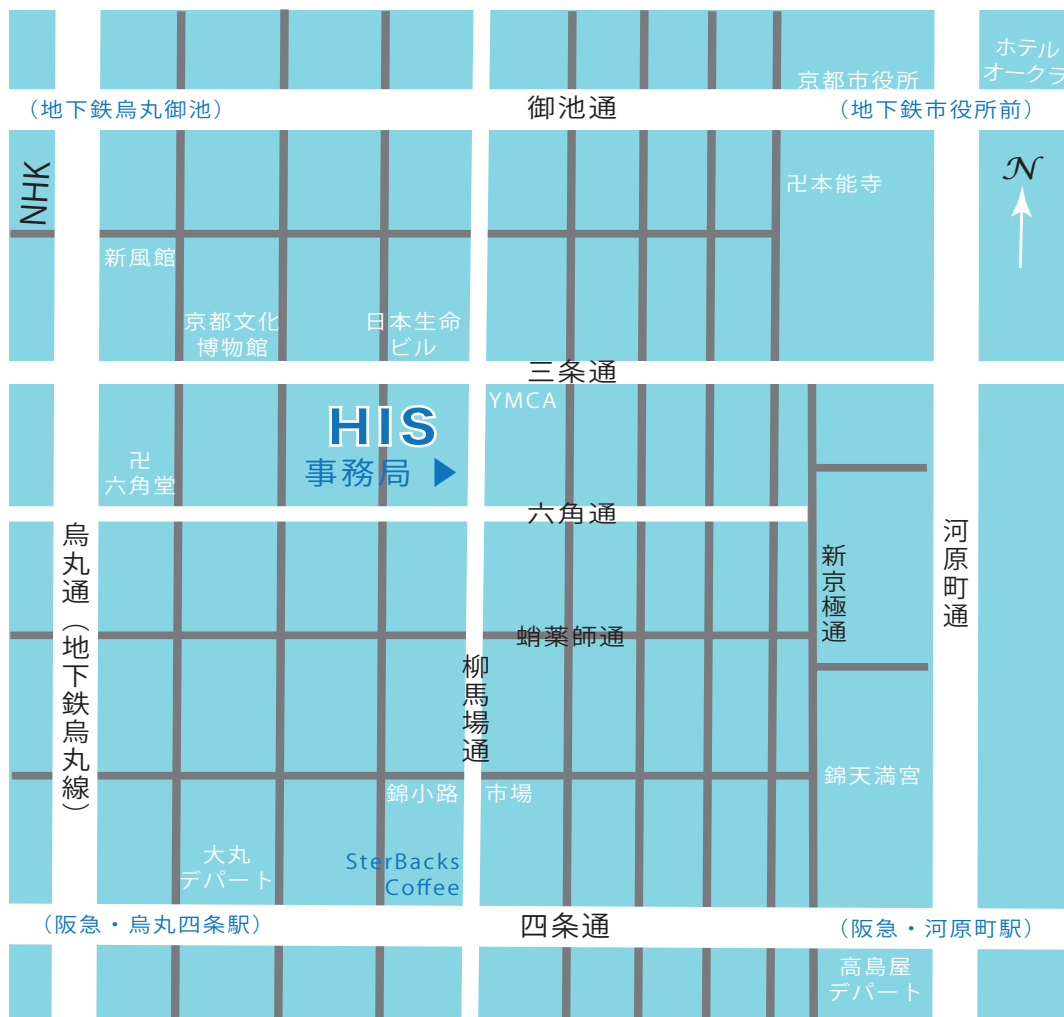 ホテル
オークラ
京都市役所
（地下鉄烏丸御池）
御池通
（地下鉄市役所前）
NHK
卍本能寺
N
新風館
京都文化
博物館
日本生命
ビル
三条通
YMCA
HIS
事務局 ▶
卍
六角堂
六角通
烏丸通（地下鉄烏丸線）
新京極通
河原町通
蛸薬師通
柳馬場通
錦天満宮
錦小路 市場
大丸
デパート
SterBacks
Coffee
（阪急・烏丸四条駅）
四条通
（阪急・河原町駅）
高島屋
デパート